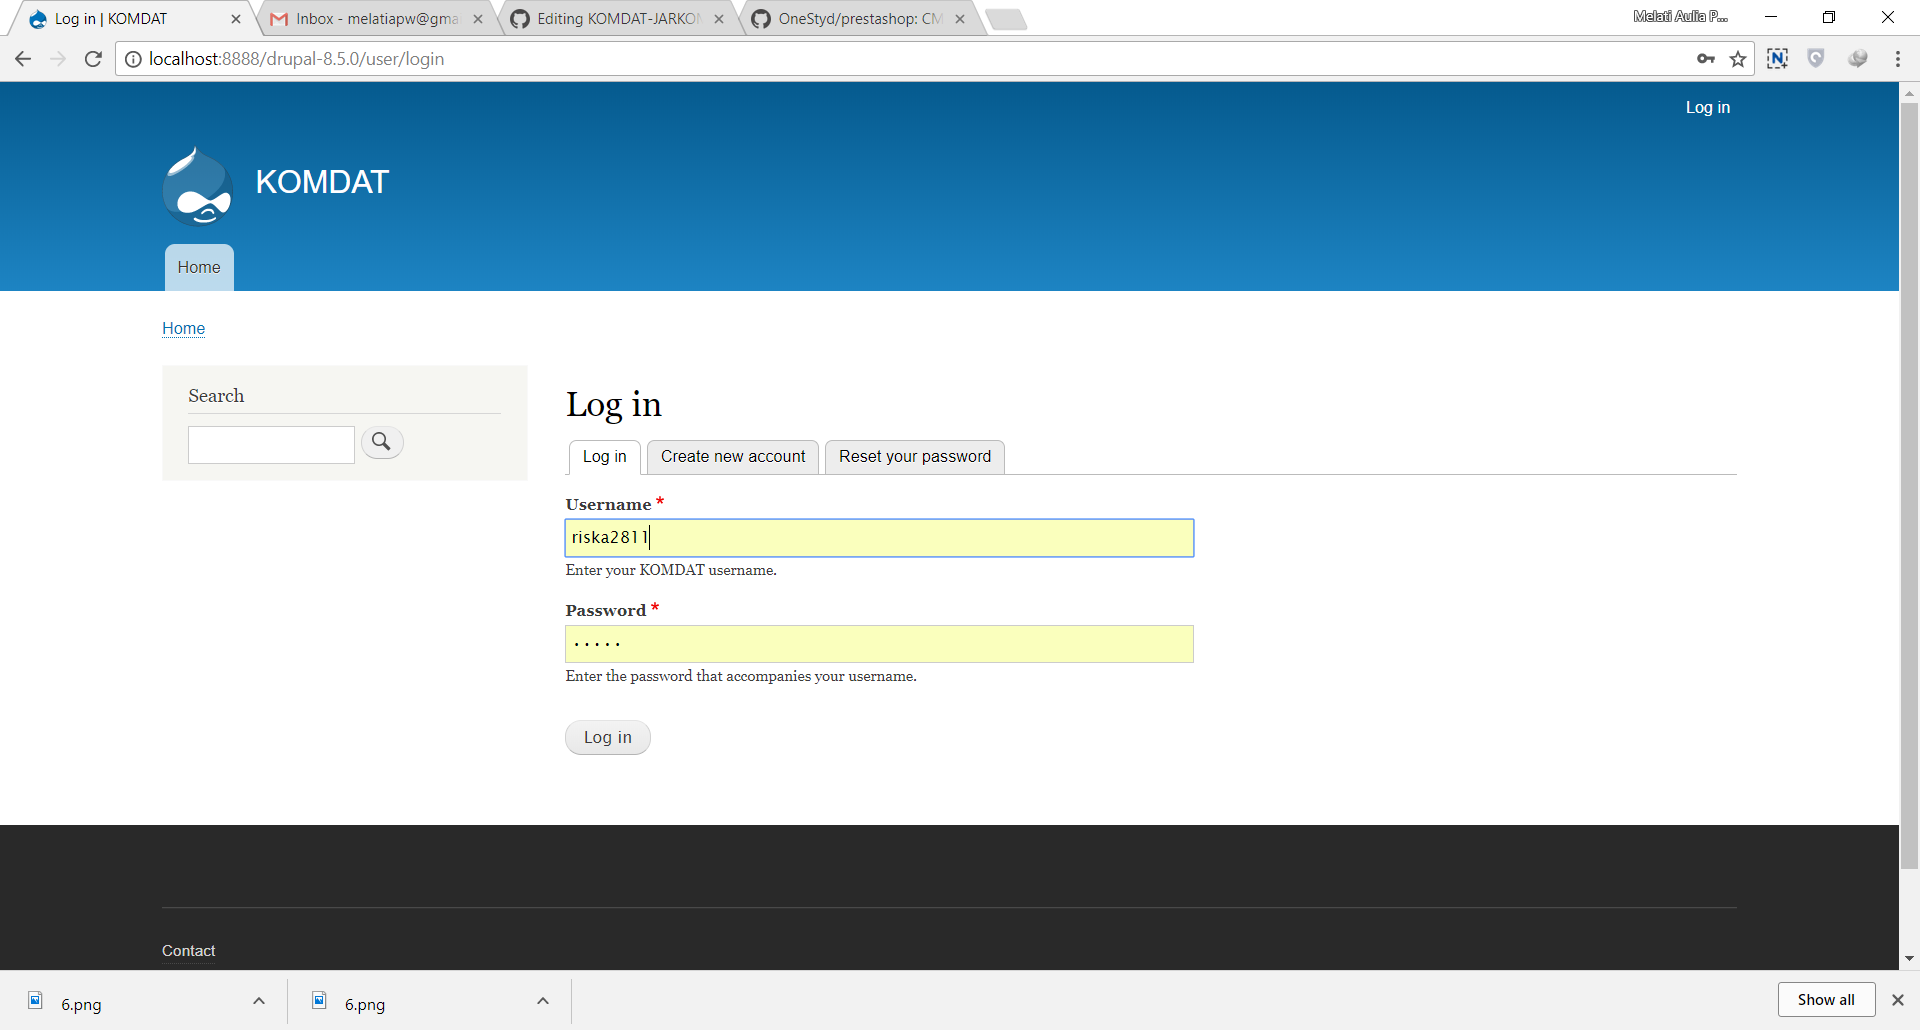 Log in | KOMDAT
Inbox - melatiapw@gma
Editing KOMDAT-JARKOM
OneStyd/prestashop: CM
Melati Aulia P...
localhost:8888/drupal-8.5.0/user/login
Log in
KOMDAT
Home
Home
Search
Log in
Log in
Create new account
Reset your password
Username *
riska2811
Enter your KOMDAT username.
Password *
.....
Enter the password that accompanies your username.
Log in
Contact
6.png
6.png
Show all